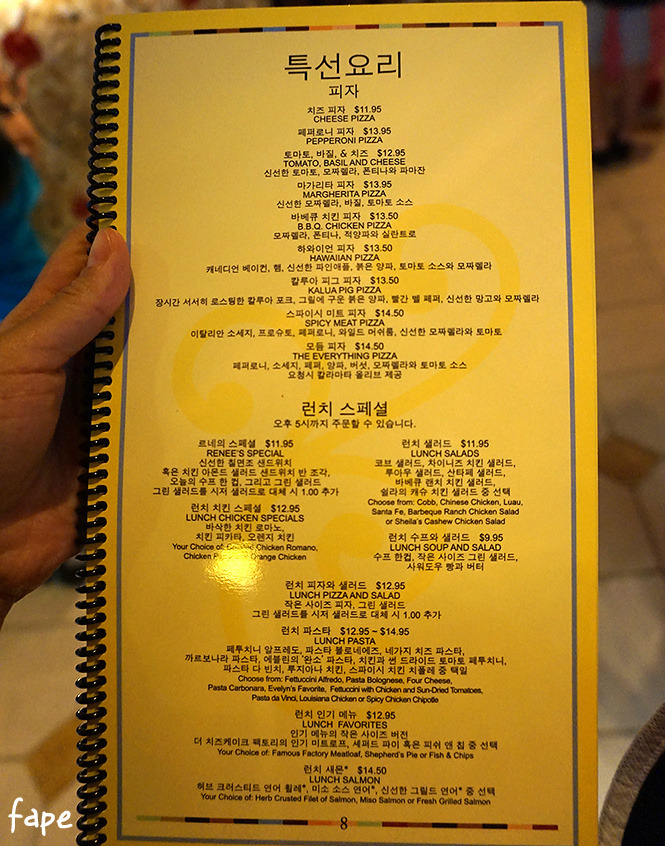 특선요리
피자
치즈 피자 $11.95
CHEESE PIZZA
페퍼로니 피자 $13.95
PEPPERONI PIZZA
토마토, 바질, & 치즈 $12.95
TOMATO, BASIL AND CHEESE
신선한 토마토, 모짜렐라, 폰티나와 파마잔
마가리타 피자 $13.95
MARGHERITA PIZZA
신선한 모짜렐라, 바질, 토마토 소스
바베큐 치킨 피자 $13.50
B.B.Q. CHICKEN PIZZA
모짜렐라, 폰티나, 적양파와 실란트로
하와이언 피자 $13.50
HAWAIIAN PIZZA
캐네디언 베이컨, 햄, 신선한 파인애플, 붉은 양파, 토마토 소스와 모짜렐라
칼루아 피그 피자 $13.50
KALUA PIG PIZZA
장시간 서서히 로스팅한 칼루아 포크, 그릴에 구운 붉은 양파, 빨간 벨 페퍼, 신선한 망고와 모짜렐라
스파이시 미트 피자 $14.50
SPICY MEAT PIZZA
이탈리안 소세지, 프로슈토, 페퍼로니, 와일드 머쉬룸, 신선한 모짜렐라와 토마토
모듬 피자 $14.50
THE EVERYTHING PIZZA
페퍼로니, 소세지, 페퍼, 양파, 버섯, 모짜렐라와 토마토 소스
요청시 칼라마타 올리브 제공
런치 스페셜
오후 5시까지 주문할 수 있습니다.
르네의 스페셜 $11.95
RENEE'S SPECIAL
신선한 칠면조 샌드위치
혹은 치킨 아몬드 샐러드 샌드위치 반 조각,
오늘의 수프 한 컵, 그리고 그린 샐러드
그린 샐러드를 시저 샐러드로 대체 시 1.00 추가
런치 치킨 스페셜 $12.95
LUNCH CHICKEN SPECIALS
바삭한 치킨 로마노,
치킨 피카타, 오렌지 치킨
Your Choice of: Chicken Romano,
Chicken Orange Chicken
런치 샐러드 $11.95
LUNCH SALADS
코브 샐러드, 차이니즈 치킨 샐러드,
루아우 샐러드, 산타페 샐러드,
바베큐 랜치 치킨 샐러드,
쉴라의 캐슈 치킨 샐러드 중 선택
Choose from: Cobb, Chinese Chicken, Luau,
Santa Fe, Barbeque Ranch Chicken Salad
or Sheila's Cashew Chicken Salad
런치 수프와 샐러드 $9.95
LUNCH SOUP AND SALAD
수프 한컵, 작은 사이즈 그린 샐러드,
사워도우 빵과 버터
런치 피자와 샐러드 $12.95
LUNCH PIZZA AND SALAD
작은 사이즈 피자, 그린 샐러드
그린 샐러드를 시저 샐러드로 대체 시 1.00 추가
런치 파스타 $12.95 ~ $14.95
LUNCH PASTA
페투치니 알프레도, 파스타 볼로네에즈, 네가지 치즈 파스타,
까르보나라 파스타, 에블린의 '완소' 파스타, 치킨과 썬 드라이드 토마토 페투치니,
파스타 다 빈치, 루지아나 치킨, 스파이시 치킨 치폴레 중 택일
Choose from: Fettuccini Alfredo, Pasta Bolognese, Four Cheese,
Pasta Carbonara, Evelyn's Favorite, Fettuccini with Chicken and Sun-Dried Tomatoes,
Pasta da Vinci, Louisiana Chicken or Spicy Chicken Chipotle
런치 인기 메뉴 $12.95
LUNCH FAVORITES
인기 메뉴의 작은 사이즈 버전
더 치즈케이크 팩토리의 인기 미트로프, 셰퍼드 파이 혹은 피쉬 앤 칩 중 선택
Your Choice of: Famous Factory Meatloaf, Shepherd's Pie or Fish & Chips
런치 새몬* $14.50
LUNCH SALMON
허브 크러스티드 연어 휠레*, 미소 소스 연어*, 신선한 그릴드 연어* 중 선택
Your Choice of: Herb Crusted Filet of Salmon, Miso Salmon or Fresh Grilled Salmon
8
fape